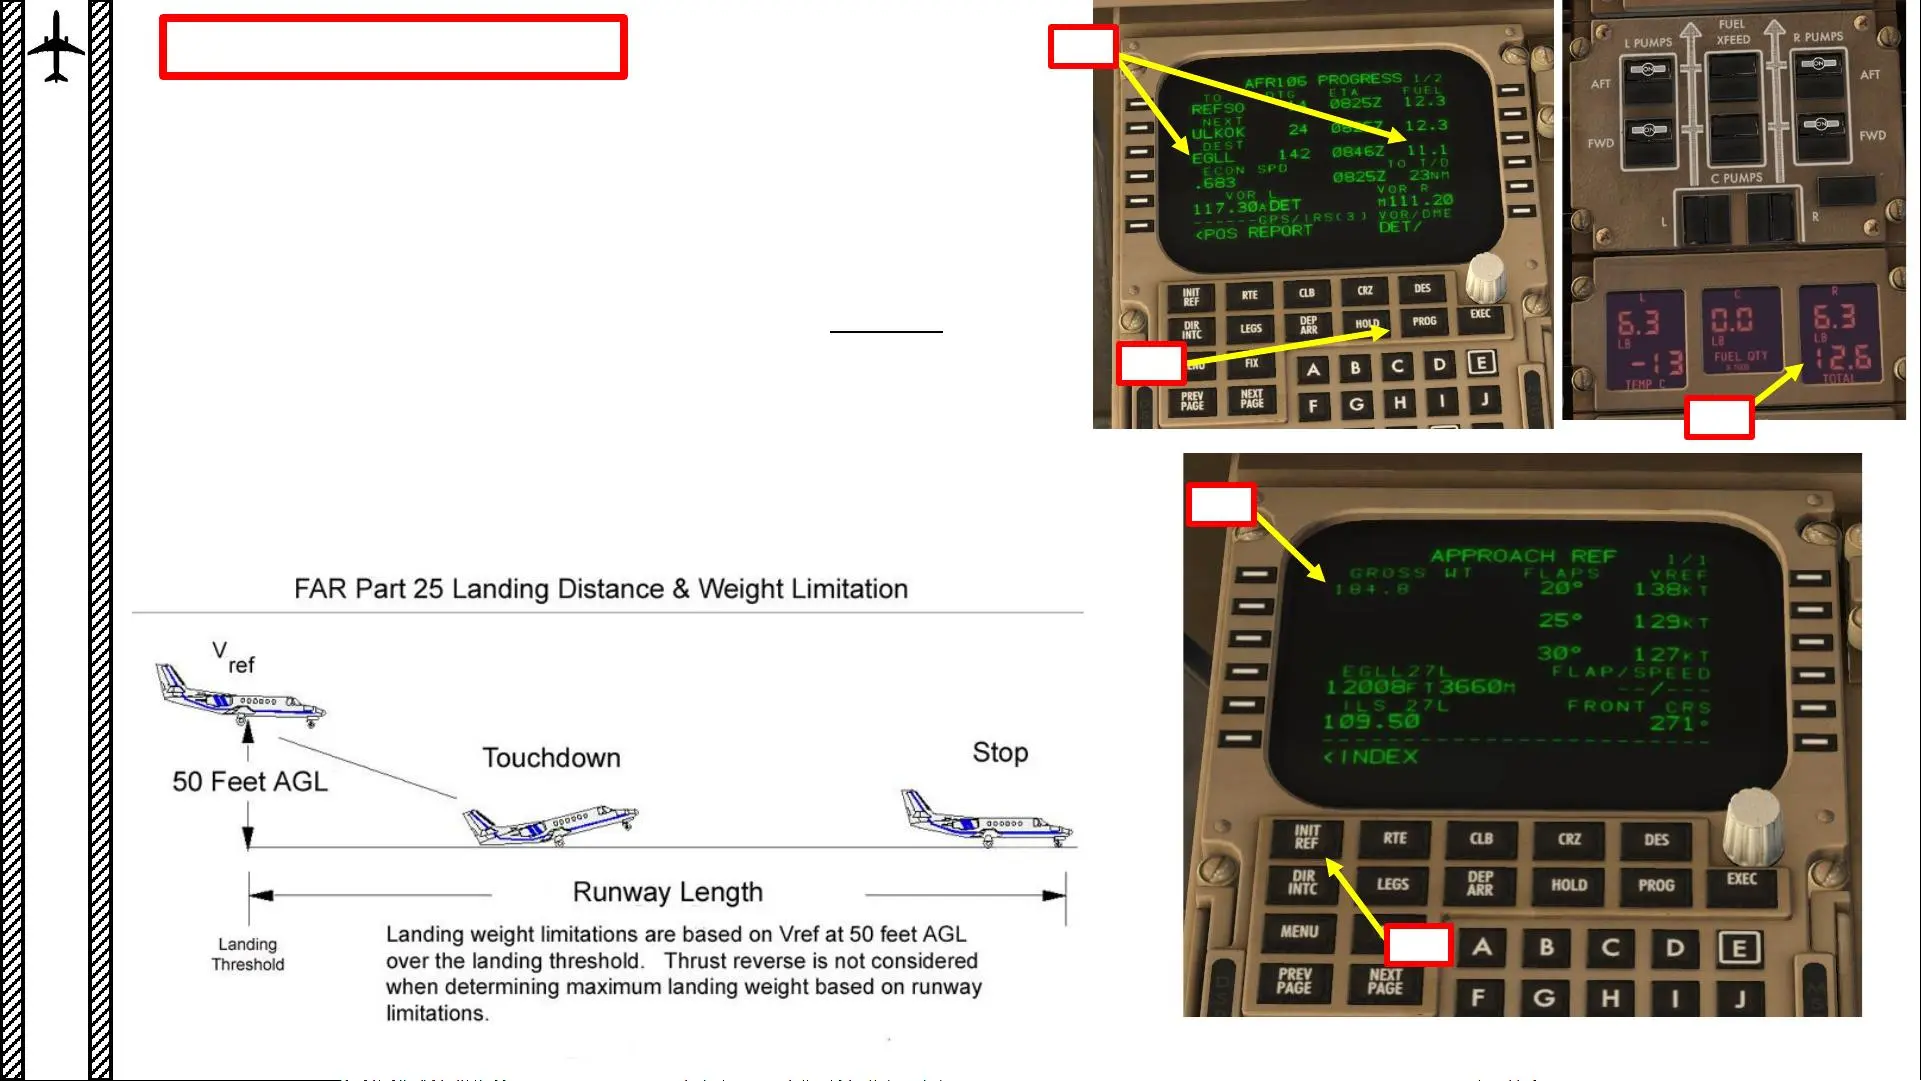 AFR106 PROGRESS 1/2
TO DTG ETA FUEL
REFSO 0825Z 12.3
NEXT
ULKOK 24 12.3
DEST
EGLL 142 0846Z 11.1
ECON SPD TO T/D
.683 0825Z 23NM
VOR L VOR R
117.30ADET M111.20
------GPS/IRS(3) VOR/DME
<POS REPORT DET/
INIT REF
RTE
CLB
CRZ
DES
DIR INTC
LEGS
DEP ARR
HOLD
PROG
EXEC
FIX
PREV PAGE
NEXT PAGE
A B C D E
F G H I J
L PUMPS
FUEL XFEED
R PUMPS
AFT
ON
ON
AFT
FWD
ON
ON
FWD
C PUMPS
L
R
L
6.3
LB
-13
TEMP C
C
0.0
LB
FUEL QTY
R
6.3
LB
12.6
TOTAL
APPROACH REF 1/1
GROSS WT FLAPS VREF
184.8 20° 138KT
25° 129KT
30° 127KT
EGLL27L FLAP/SPEED
12008FT3660M --/---
ILS 27L FRONT CRS
109.50 271°
<INDEX
INIT REF
RTE
CLB
CRZ
DES
DIR INTC
LEGS
DEP ARR
HOLD
PROG
EXEC
MENU
PREV PAGE
NEXT PAGE
A B C D E
F G H I J
FAR Part 25 Landing Distance & Weight Limitation
V ref
50 Feet AGL
Touchdown
Stop
Runway Length
Landing
Threshold
Landing weight limitations are based on Vref at 50 feet AGL
over the landing threshold. Thrust reverse is not considered
when determining maximum landing weight based on runway
limitations.